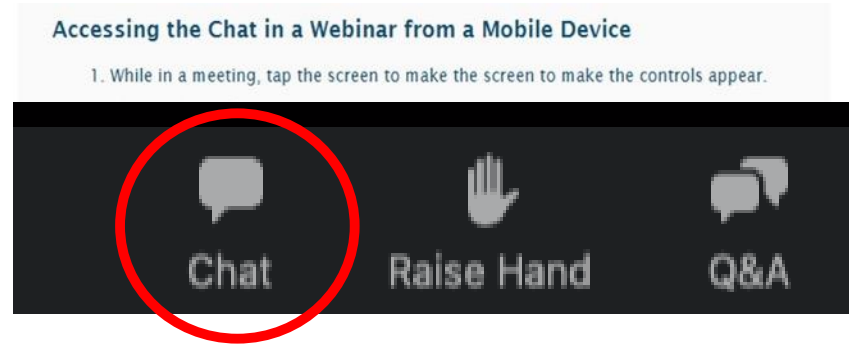 Accessing the Chat in a Webinar from a Mobile Device
1. While in a meeting, tap the screen to make the screen to make the controls appear.
Chat Raise Hand Q&A